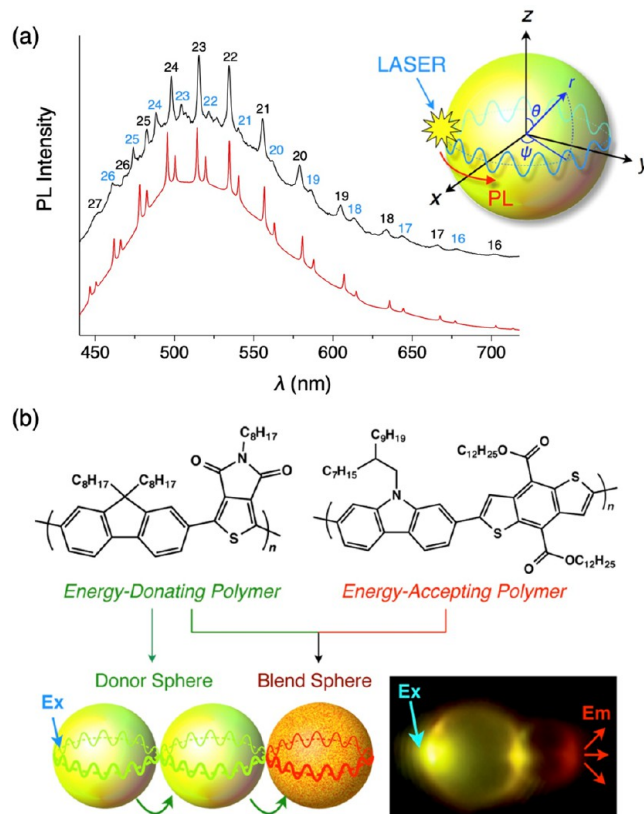 (a)
PL Intensity
27
26
26
25
25
24
24
23
23
22
22
21
21
20
20
19
19
18
18
17
17
16
16
450
500
550
600
650
700
λ (nm)
LASER
z
r
θ
ψ
y
x
PL
(b)
C8H17
N
O
O
C8H17
C8H17
S
n
C9H19
C7H15
N
C12H25O
O
S
S
n
O
OC12H25
Energy-Donating Polymer
Energy-Accepting Polymer
Donor Sphere
Blend Sphere
Ex
Ex
Em